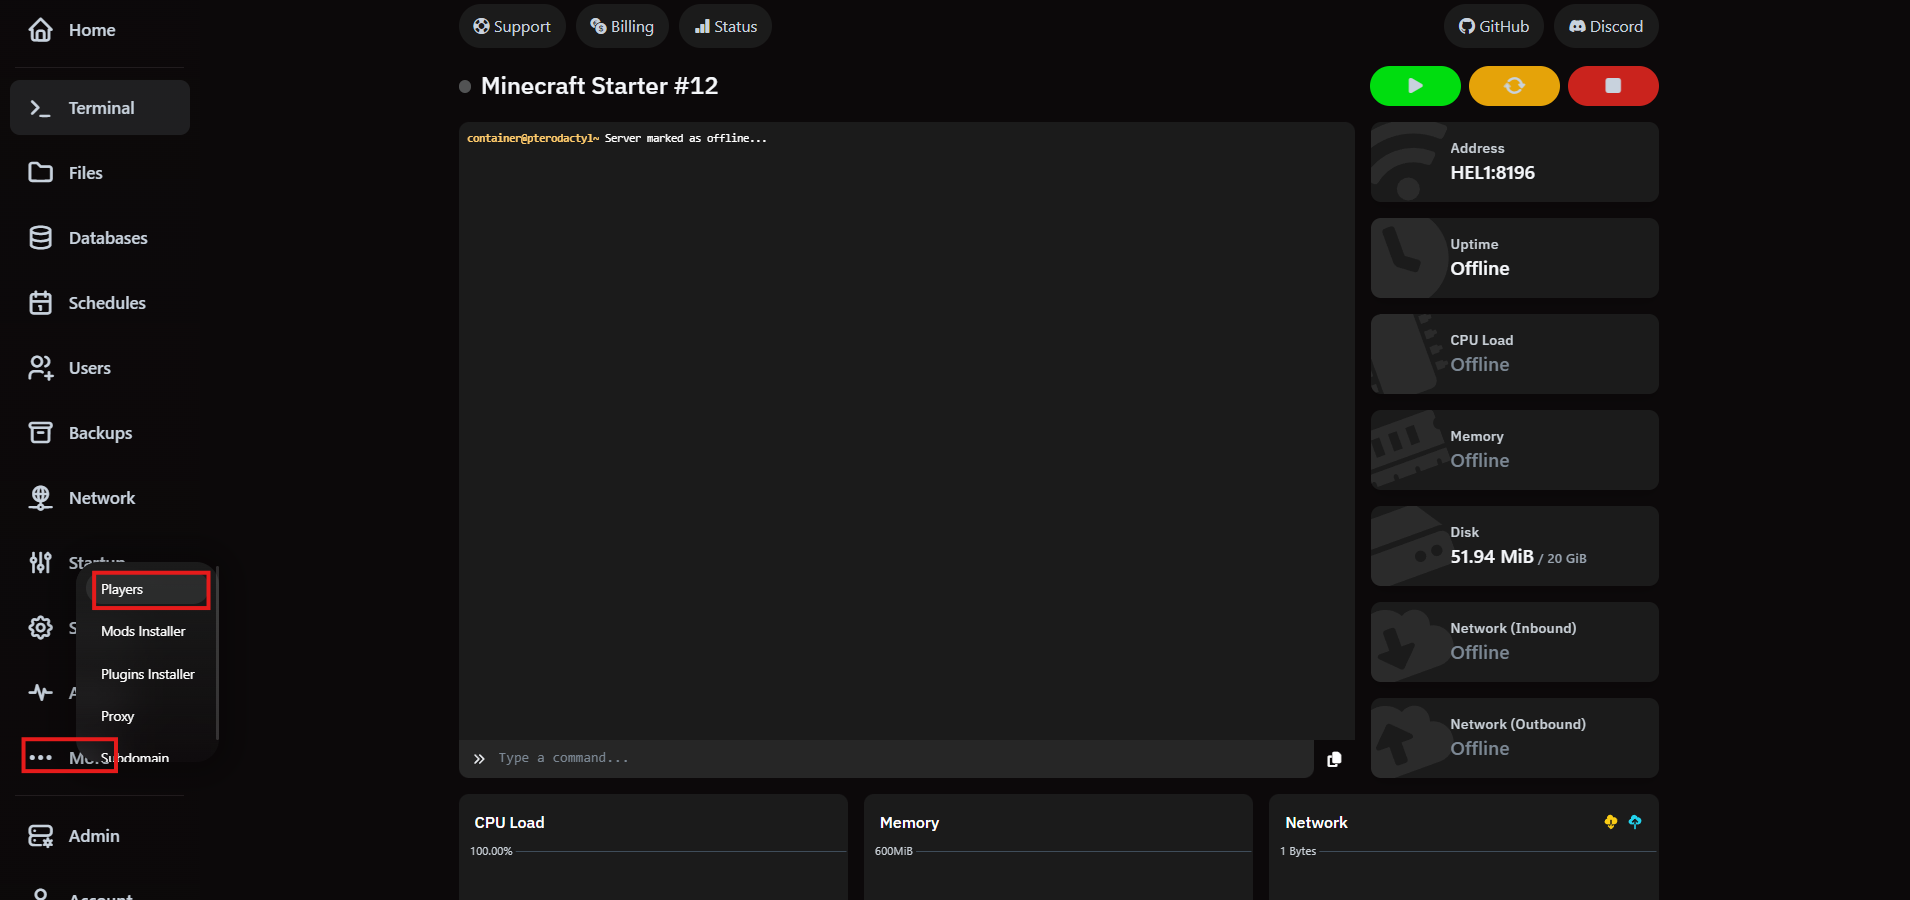 Home
Terminal
Files
Databases
Schedules
Users
Backups
Network
Startup
Players
Mods Installer
Plugins Installer
Proxy
Subdomain
Admin
Account
Support
Billing
Status
GitHub
Discord
Minecraft Starter #12
container@pterodactyl~ Server marked as offline...
Type a command...
Address
HEL1:8196
Uptime
Offline
CPU Load
Offline
Memory
Offline
Disk
51.94 MiB / 20 GiB
Network (Inbound)
Offline
Network (Outbound)
Offline
CPU Load
100.00%
Memory
600MiB
Network
1 Bytes